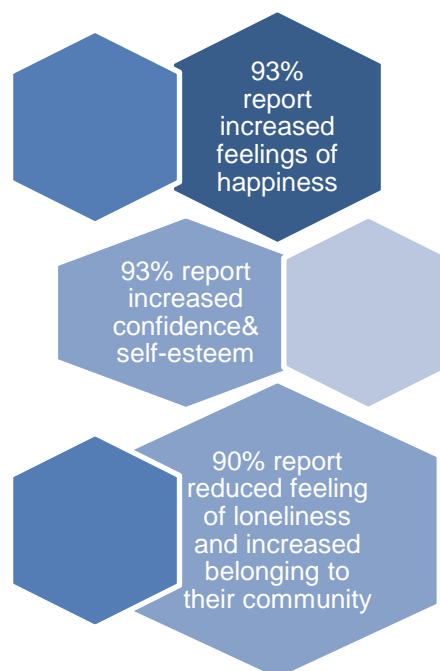 93%
report
increased
feelings of
happiness
93% report
increased
confidence&
self-esteem
90% report
reduced feeling
of loneliness
and increased
belonging to
their community